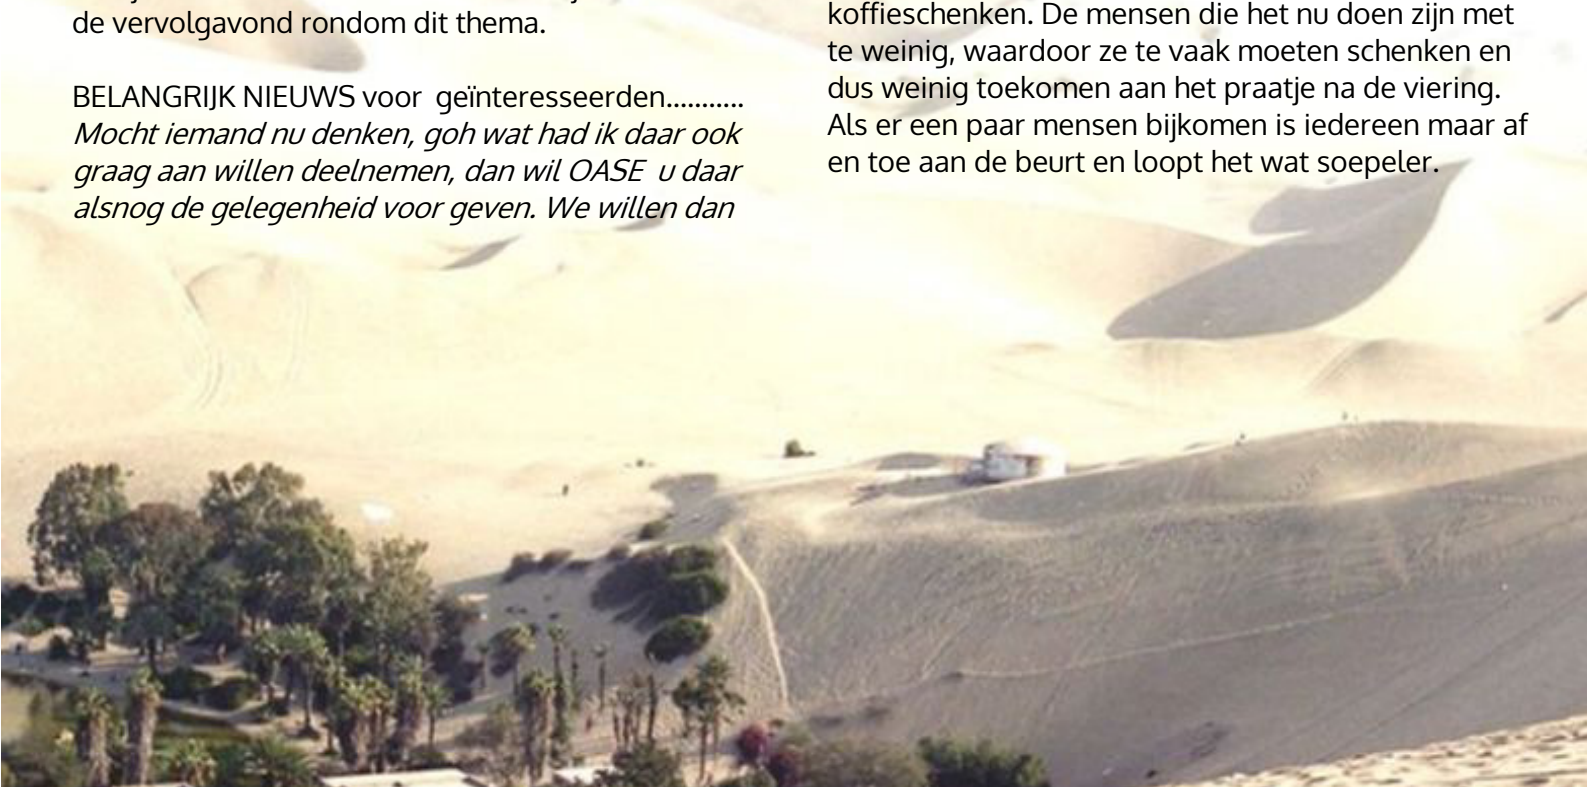 de vervolgavond rondom dit thema.
BELANGRIJK NIEUWS voor  geïnteresseerden...........
Mocht iemand nu denken, goh wat had ik daar ook
graag aan willen deelnemen, dan wil OASE  u daar
alsnog de gelegenheid voor geven. We willen dan
koffieschenken. De mensen die het nu doen zijn met
te weinig, waardoor ze te vaak moeten schenken en
dus weinig toekomen aan het praatje na de viering.
Als er een paar mensen bijkomen is iedereen maar af
en toe aan de beurt en loopt het wat soepeler.